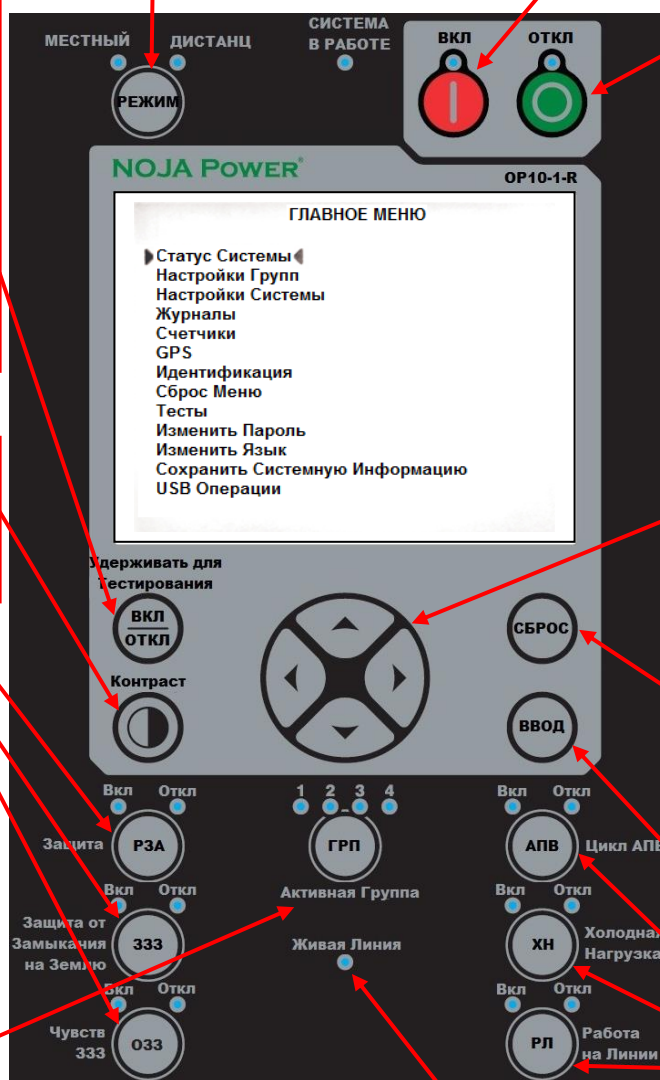 СИСТЕМА
В РАБОТЕ
МЕСТНЫЙ
ДИСТАНЦ
РЕЖИМ
ВКЛ
ОТКЛ
NOJA POWER®
OP10-1-R
ГЛАВНОЕ МЕНЮ
Статус Системы
Настройки Групп
Настройки Системы
Журналы
Счетчики
GPS
Идентификация
Сброс Меню
Тесты
Изменить Пароль
Изменить Язык
Сохранить Системную Информацию
USB Операции
Удерживать для
Тестирования
ВКЛ
ОТКЛ
СБРОС
Контраст
ВВОД
Вкл Откл
Защита
РЗА
1 2 3 4
ГРП
Активная Группа
Вкл Откл
АПВ
Цикл АПВ
Вкл Откл
Защита от
Замыкания
на Землю
ЗЗЗ
Живая Линия
Вкл Откл
ХН
Холодная
Нагрузка
Вкл Откл
Чувств
ЗЗЗ
ОЗЗ
Вкл Откл
РЛ
Работа
на Линии